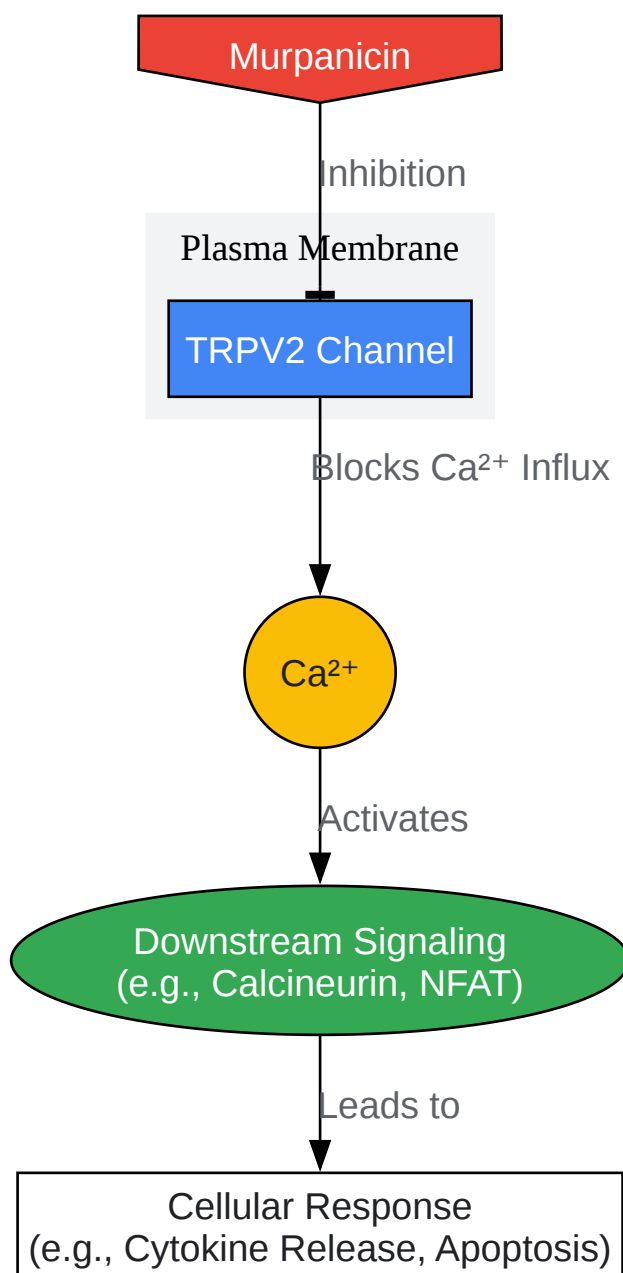 Murpanicin
Inhibition
Plasma Membrane
TRPV2 Channel
Blocks Ca²⁺ Influx
Ca²⁺
Activates
Downstream Signaling
(e.g., Calcineurin, NFAT)
Leads to
Cellular Response
(e.g., Cytokine Release, Apoptosis)